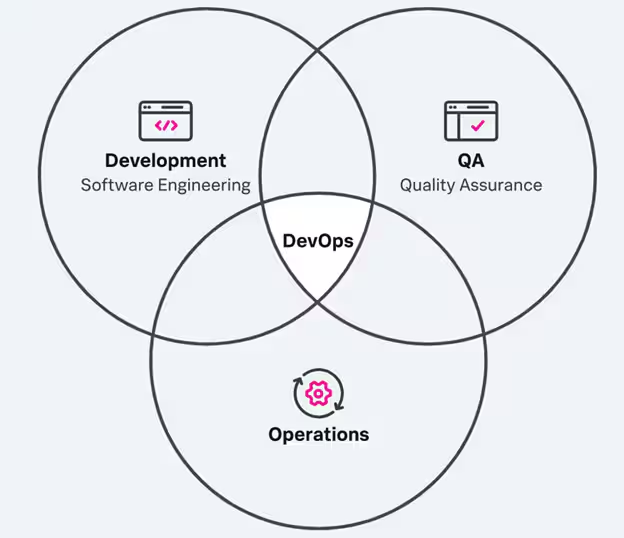 Development
Software Engineering
QA
Quality Assurance
DevOps
Operations